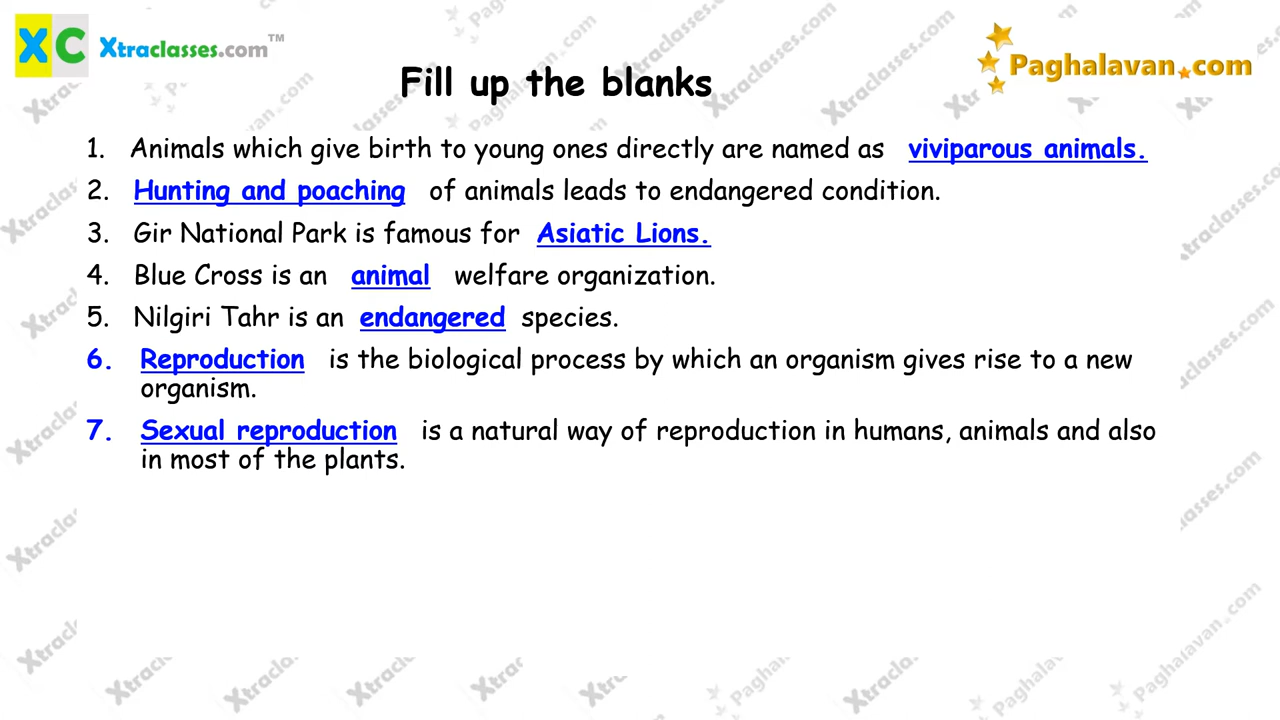 XC Xtraclasses.com™
Paghalavan.com
Fill up the blanks
1. Animals which give birth to young ones directly are named as viviparous animals.
2. Hunting and poaching of animals leads to endangered condition.
3. Gir National Park is famous for Asiatic Lions.
4. Blue Cross is an animal welfare organization.
5. Nilgiri Tahr is an endangered species.
6. Reproduction is the biological process by which an organism gives rise to a new
organism.
7. Sexual reproduction is a natural way of reproduction in humans, animals and also
in most of the plants.